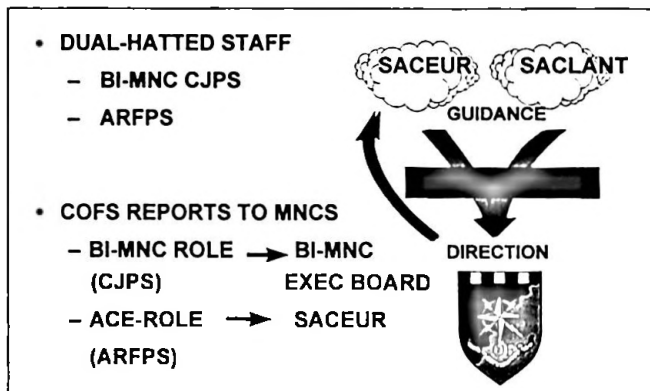 • DUAL-HATTED STAFF
– BI-MNC CJPS
– ARFPS
• COFS REPORTS TO MNCS
– BI-MNC ROLE → BI-MNC
(CJPS) EXEC BOARD
– ACE-ROLE → SACEUR
(ARFPS)
SACEUR SACLANT
GUIDANCE
DIRECTION